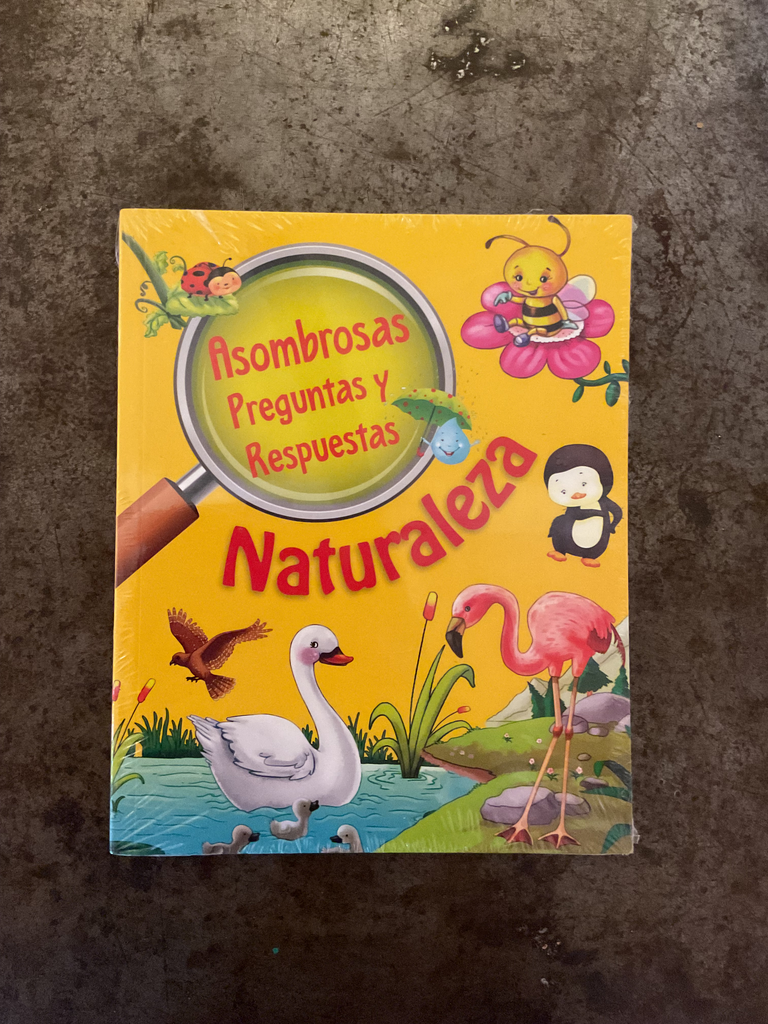 Asombrosas
Preguntas y
Respuestas
Naturaleza